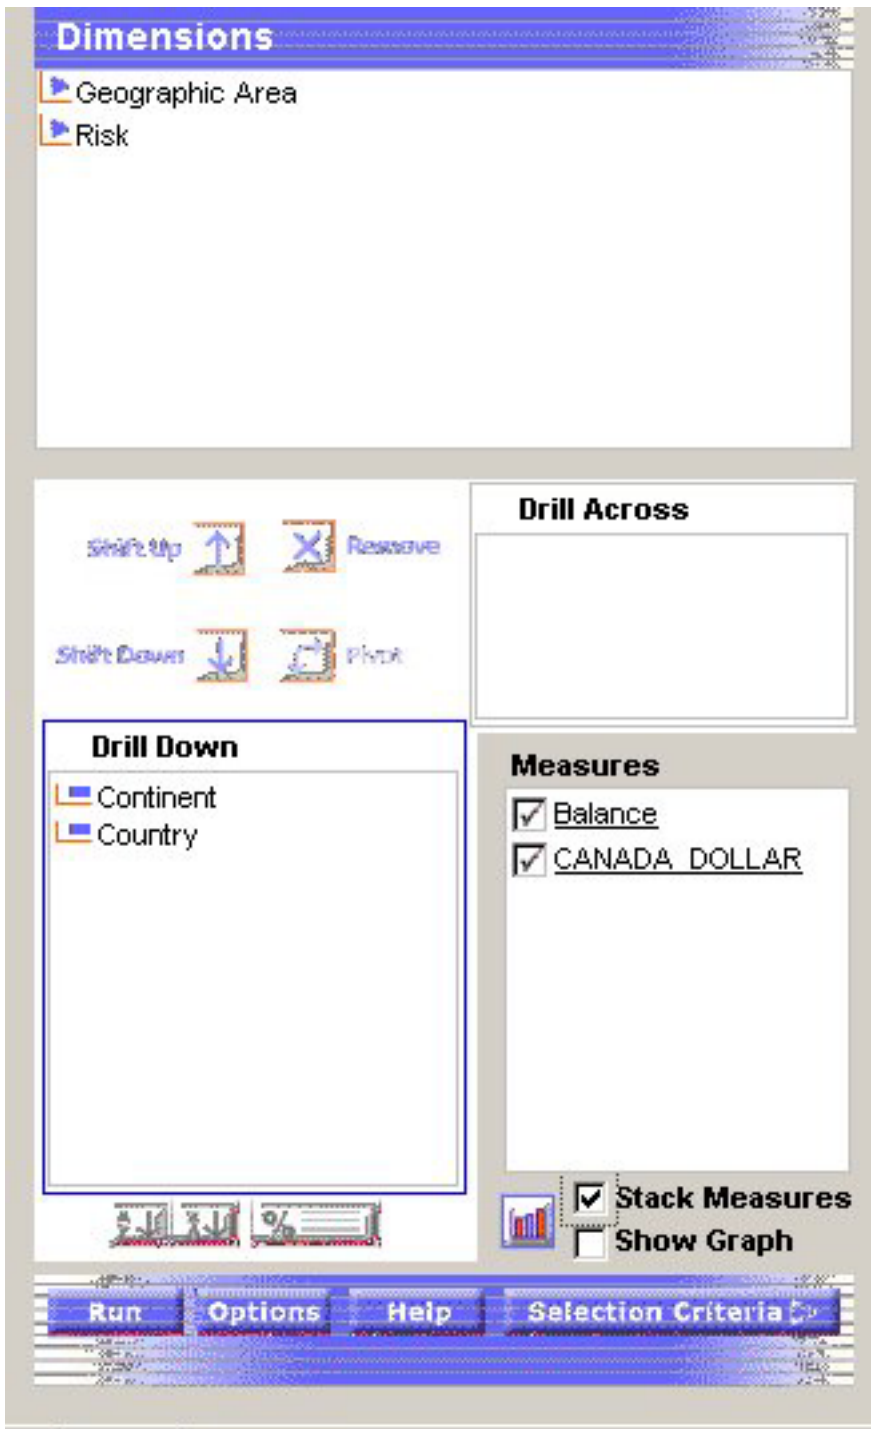 Dimensions
Geographic Area
Risk
Drill Across
Shift Up
Remove
Shift Down
Pivot
Drill Down
Continent
Country
Measures
Balance
CANADA_DOLLAR
Stack Measures
Show Graph
Run Options Help Selection Criteria